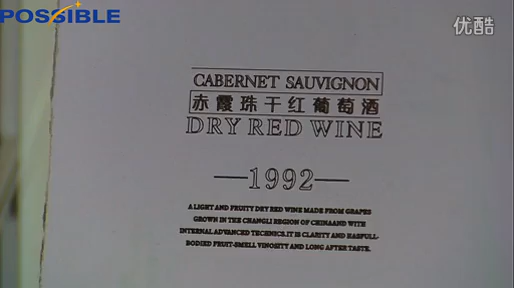 POSSIBLE
优酷
CABERNET SAUVIGNON
赤霞珠干红葡萄酒
DRY RED WINE
1992
A LIGHT AND FRUITY DRY RED WINE MADE FROM GRAPES
GROWN IN THE CHANGLI REGION OF CHINAAND WITH
INTERNAL ADVANCED TECHNICS.IT IS CLARITY AND HASFULL-
BODIED FRUIT-SMELL VINOSITY AND LONG AFTER TASTE.